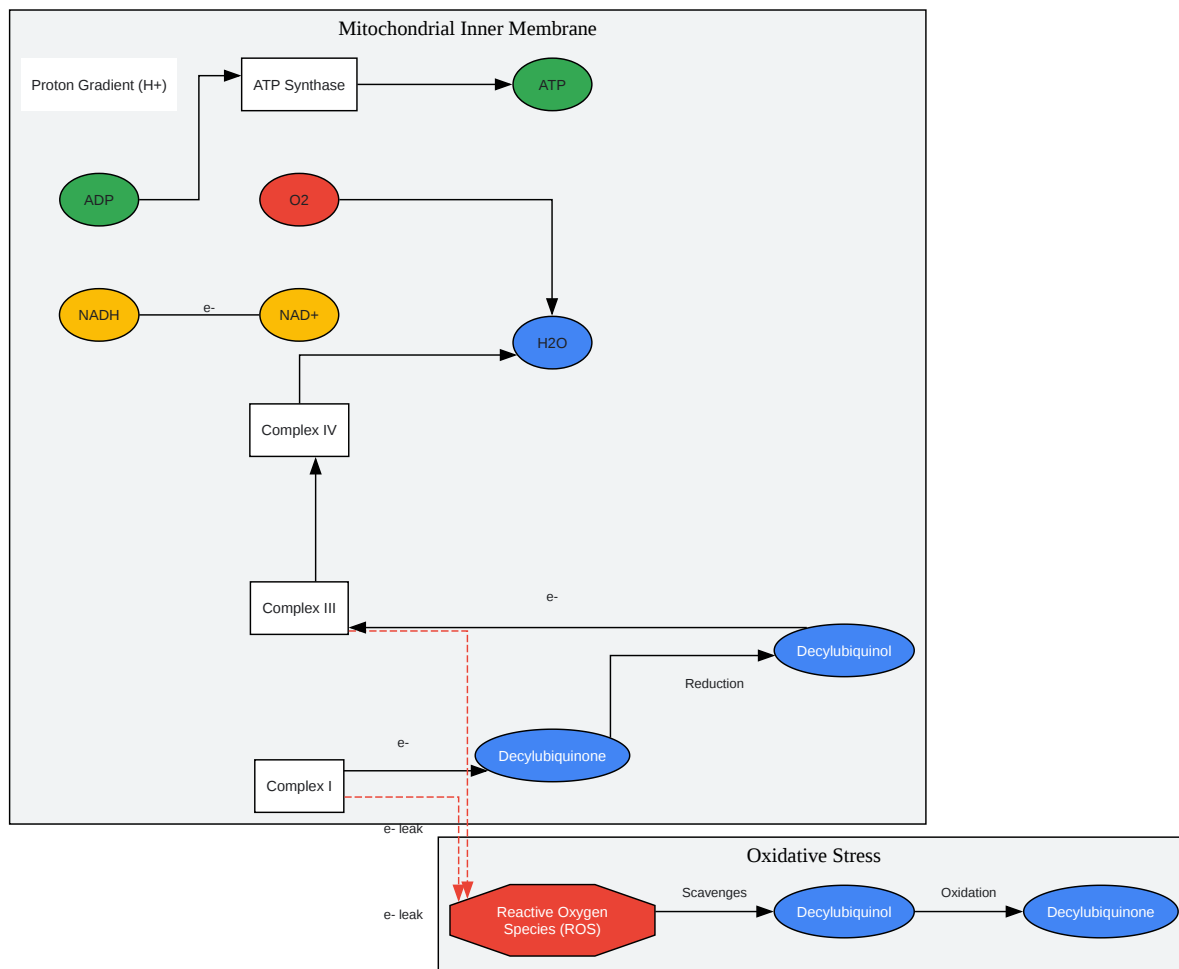 Mitochondrial Inner Membrane
Proton Gradient (H+)
ATP Synthase
ATP
ADP
O2
NADH
e-
NAD+
H2O
Complex IV
Complex III
e-
Decylubiquinol
Reduction
e-
Decylubiquinone
Complex I
e- leak
Oxidative Stress
e- leak
Reactive Oxygen
Species (ROS)
Scavenges
Decylubiquinol
Oxidation
Decylubiquinone